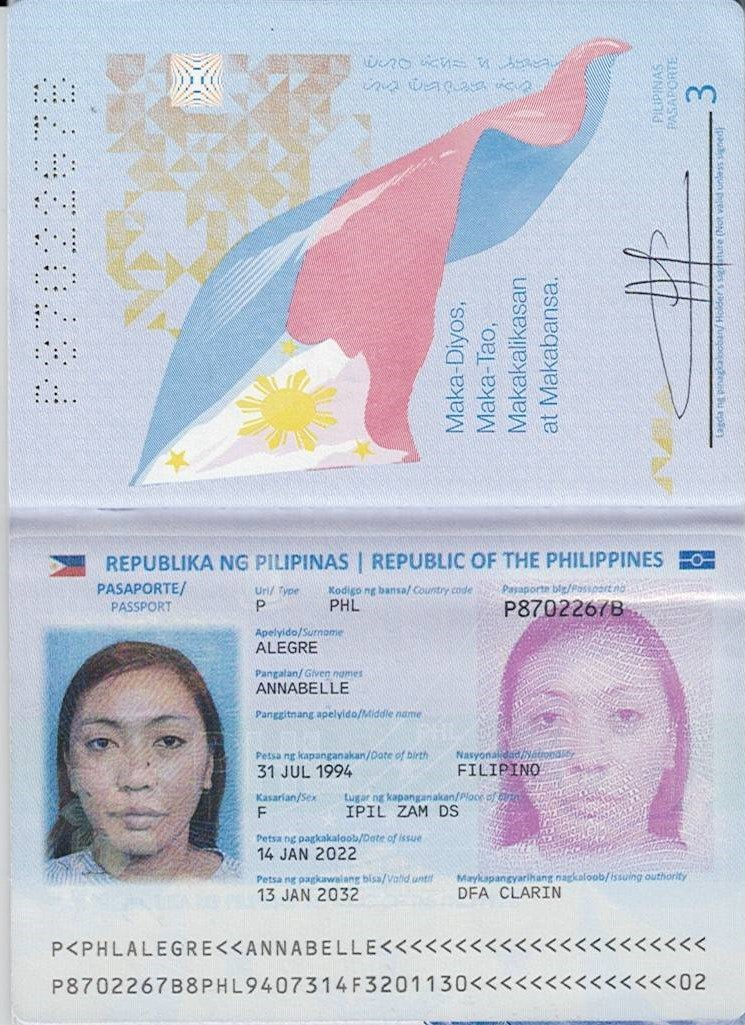 P8702267B
PILIPINAS
PASAPORTE
3
Maka-Diyos,
Maka-Tao,
Makakalikasan
at Makabansa.
Lagda ng pinagkalooban/ Holder's signature (Not valid unless signed)
REPUBLIKA NG PILIPINAS | REPUBLIC OF THE PHILIPPINES
PASAPORTE/
PASSPORT
Uri/ Type Kodigo ng bansa/ Country code Pasaporte blg/Passport no
P PHL P8702267B
Apelyido/Surname
ALEGRE
Pangalan/ Given names
ANNABELLE
Panggitnang apelyido/Middle name
Petsa ng kapanganakan/Date of birth Nasyonalidad/Nationality
31 JUL 1994 FILIPINO
Kasarian/Sex Lugar ng kapanganakan/Place of birth
F IPIL ZAM DS
Petsa ng pagkakaloob/Date of issue
14 JAN 2022
Petsa ng pagkawalang bisa/Valid until Maykapangyarihang nagkaloob/Issuing authority
13 JAN 2032 DFA CLARIN
P<PHLALEGRE<<ANNABELLE<<<<<<<<<<<<<<<<<<<<<<
P8702267B8PHL9407314F3201130<<<<<<<<<<<<<<02